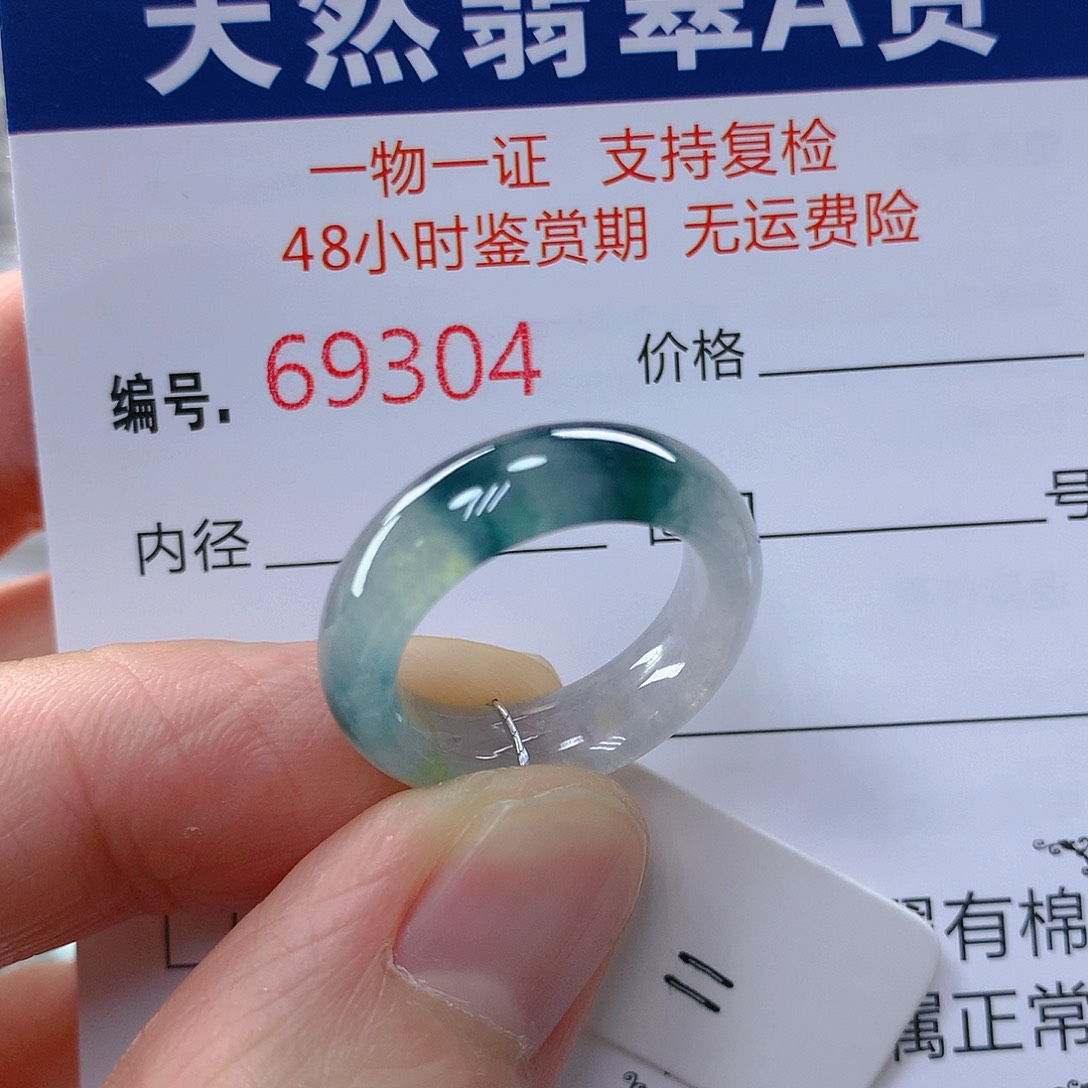 天然翡翠A货
一物一证 支持复检
48小时鉴赏期 无运费险
编号. 69304 价格
内径 号
有棉
属正常